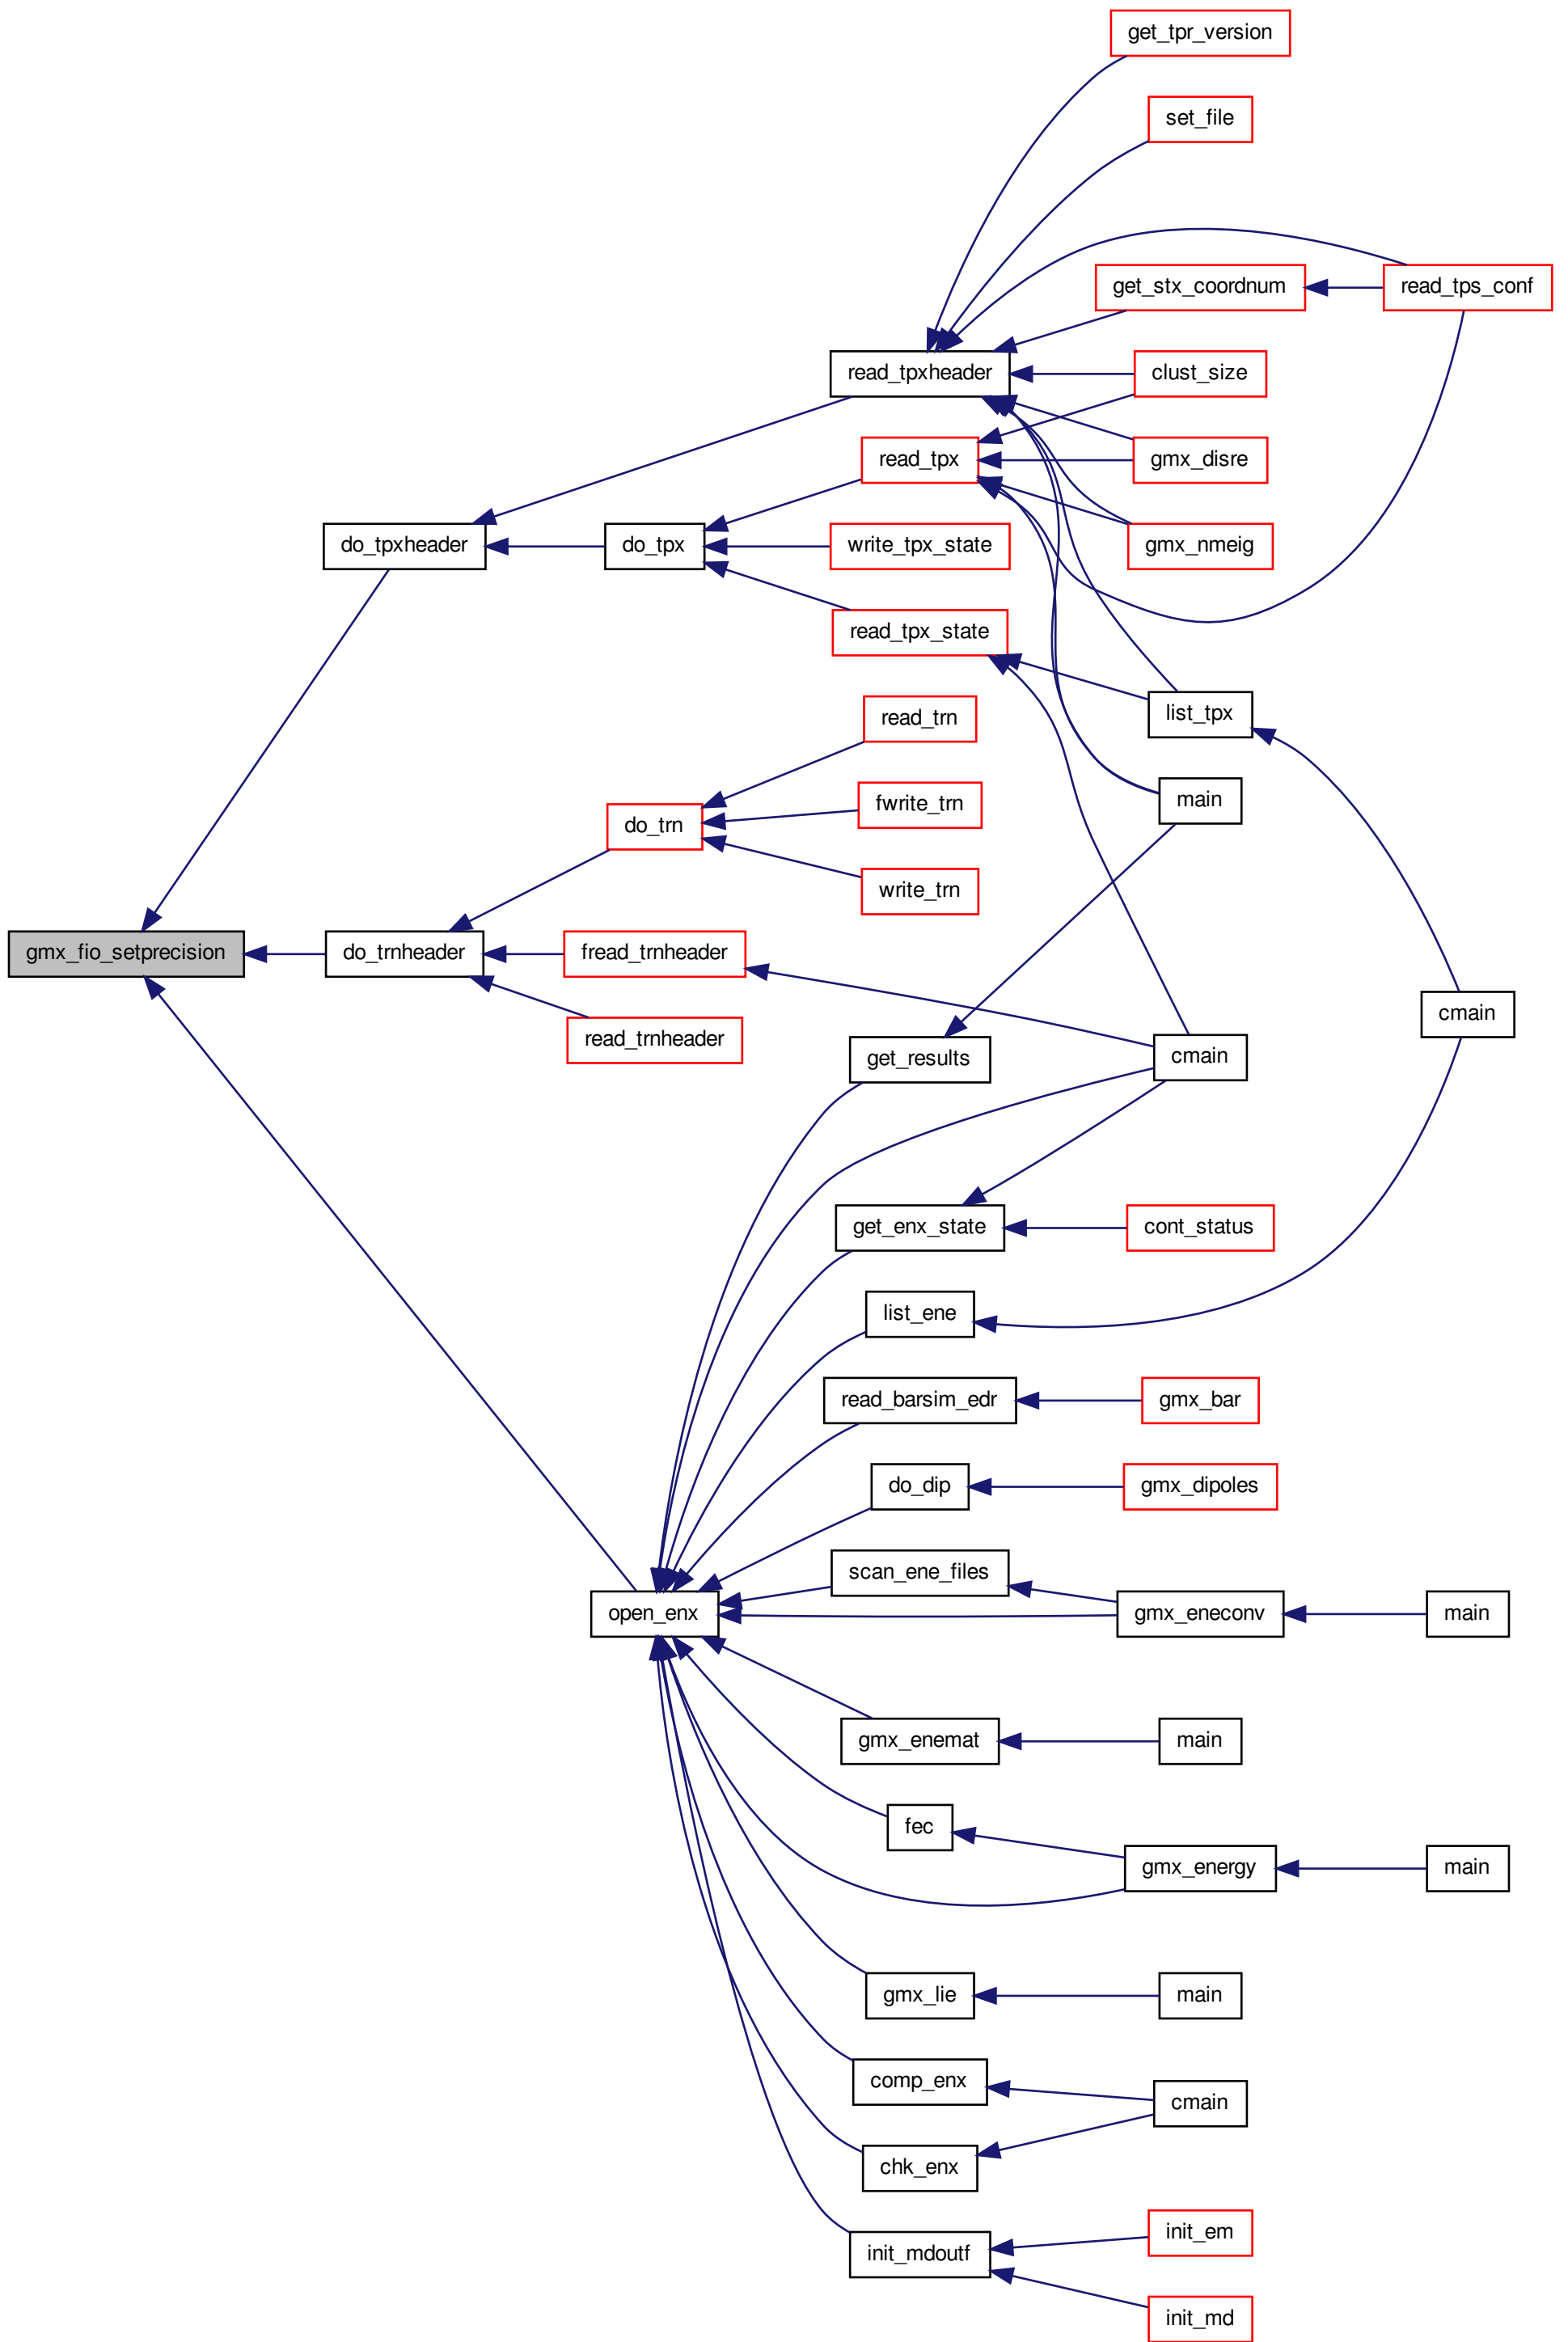 get_tpr_version
set_file
get_stx_coordnum
read_tps_conf
read_tpxheader
clust_size
read_tpx
gmx_disre
do_tpxheader
do_tpx
write_tpx_state
gmx_nmeig
read_tpx_state
read_trn
list_tpx
main
fwrite_trn
do_trn
write_trn
gmx_fio_setprecision
do_trnheader
fread_trnheader
cmain
read_trnheader
get_results
cmain
get_enx_state
cont_status
list_ene
read_barsim_edr
gmx_bar
do_dip
gmx_dipoles
scan_ene_files
open_enx
gmx_eneconv
main
gmx_enemat
main
fec
gmx_energy
main
gmx_lie
main
comp_enx
cmain
chk_enx
init_em
init_mdoutf
init_md